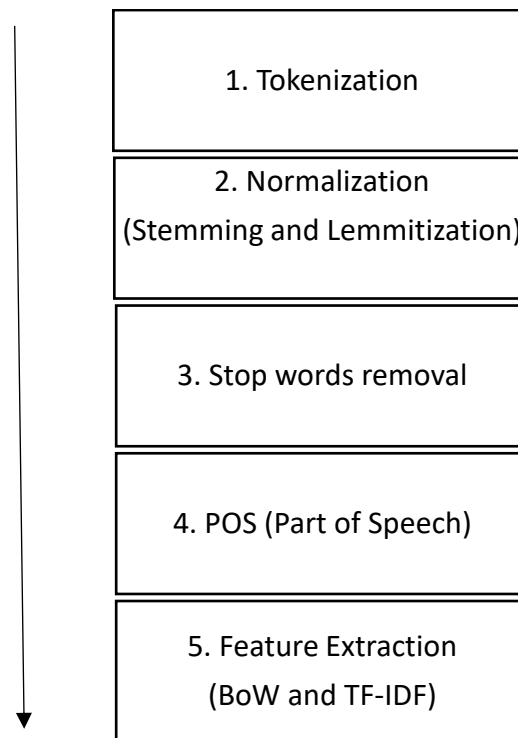 1. Tokenization
2. Normalization
(Stemming and Lemmitization)
3. Stop words removal
4. POS (Part of Speech)
5. Feature Extraction
(BoW and TF-IDF)